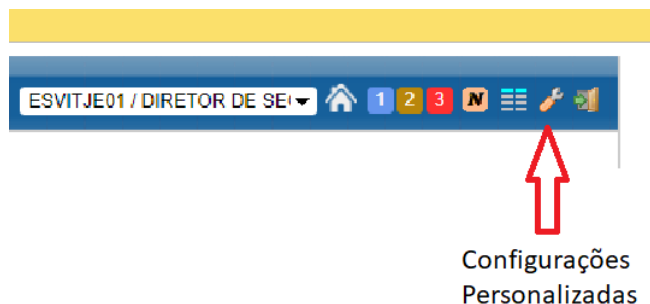 ESVITJE01 / DIRETOR DE SE
1 2 3 N
Configurações
Personalizadas